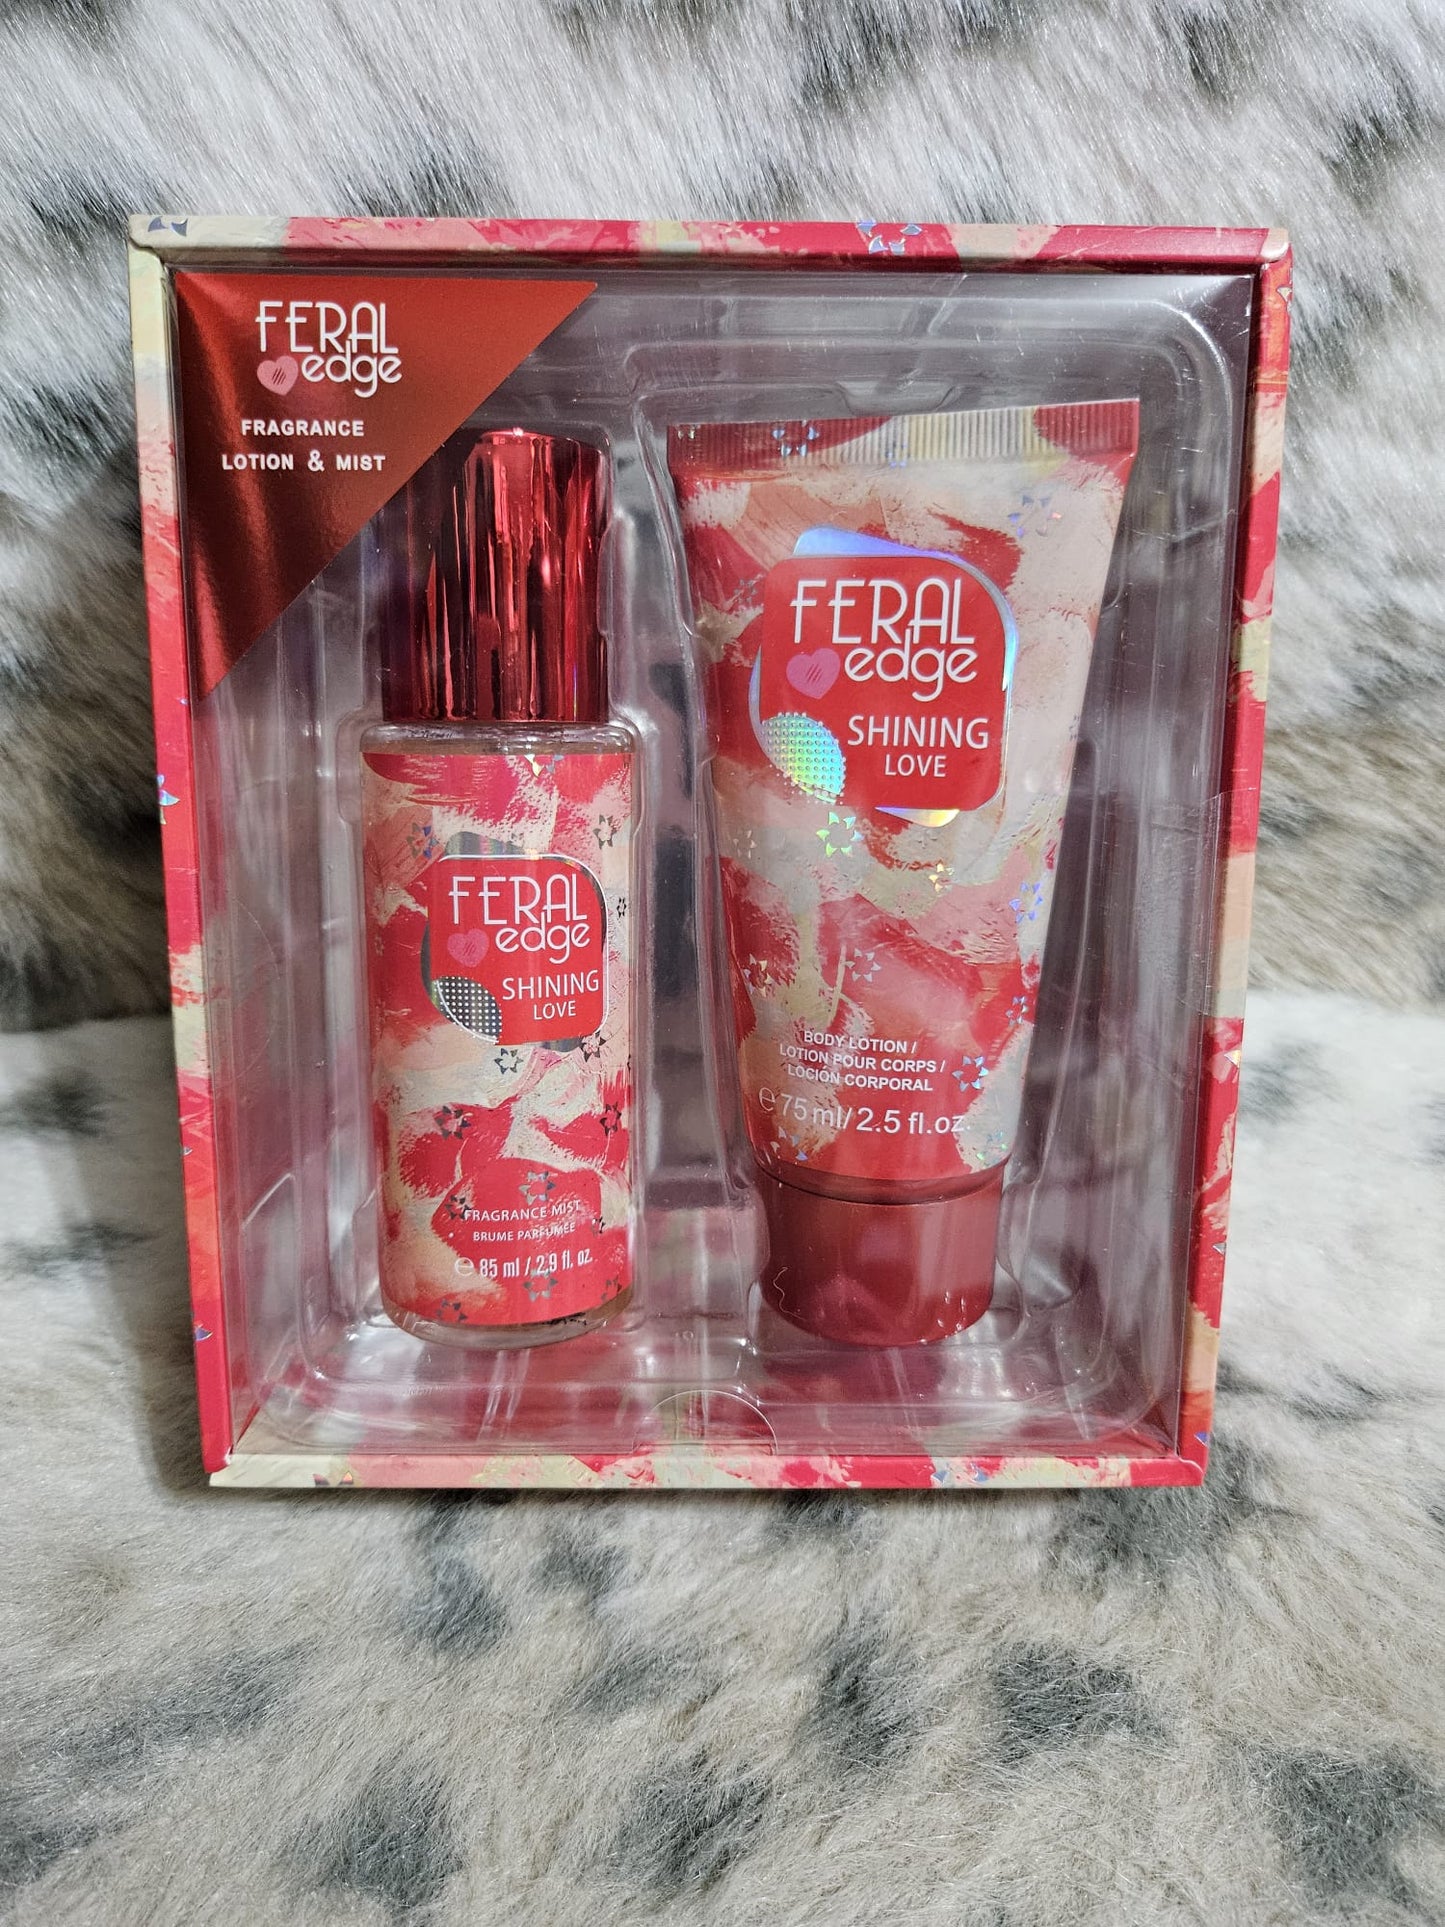 FERAL
edge
FRAGRANCE
LOTION & MIST
FERAL
edge
SHINING
LOVE
FRAGRANCE MIST
BRUME PARFUMÉE
℮ 85 ml / 2.9 fl. oz.
FERAL
edge
SHINING
LOVE
BODY LOTION /
LOTION POUR CORPS /
LOCIÓN CORPORAL
℮ 75 ml/ 2.5 fl.oz.